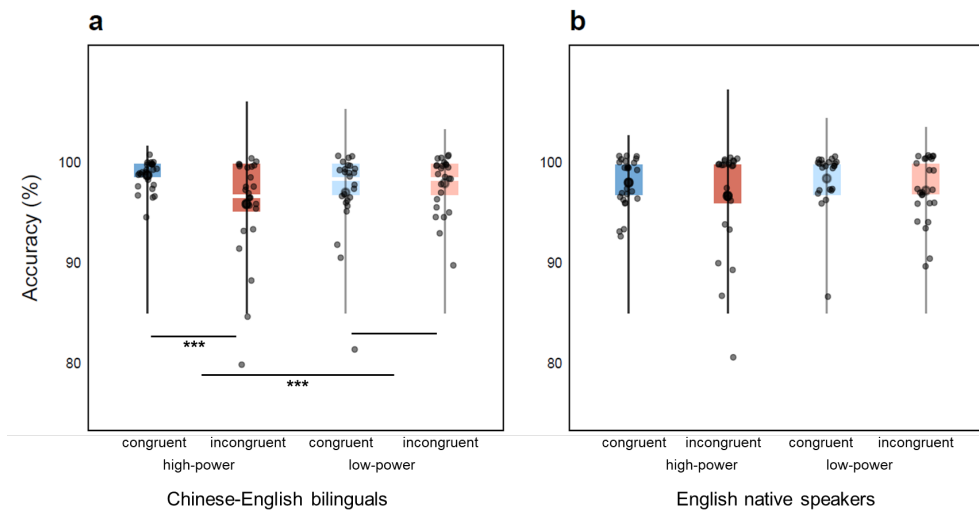 a
b
Accuracy (%)
100
90
80
***
***
congruent incongruent congruent incongruent
high-power low-power
Chinese-English bilinguals
100
90
80
congruent incongruent congruent incongruent
high-power low-power
English native speakers